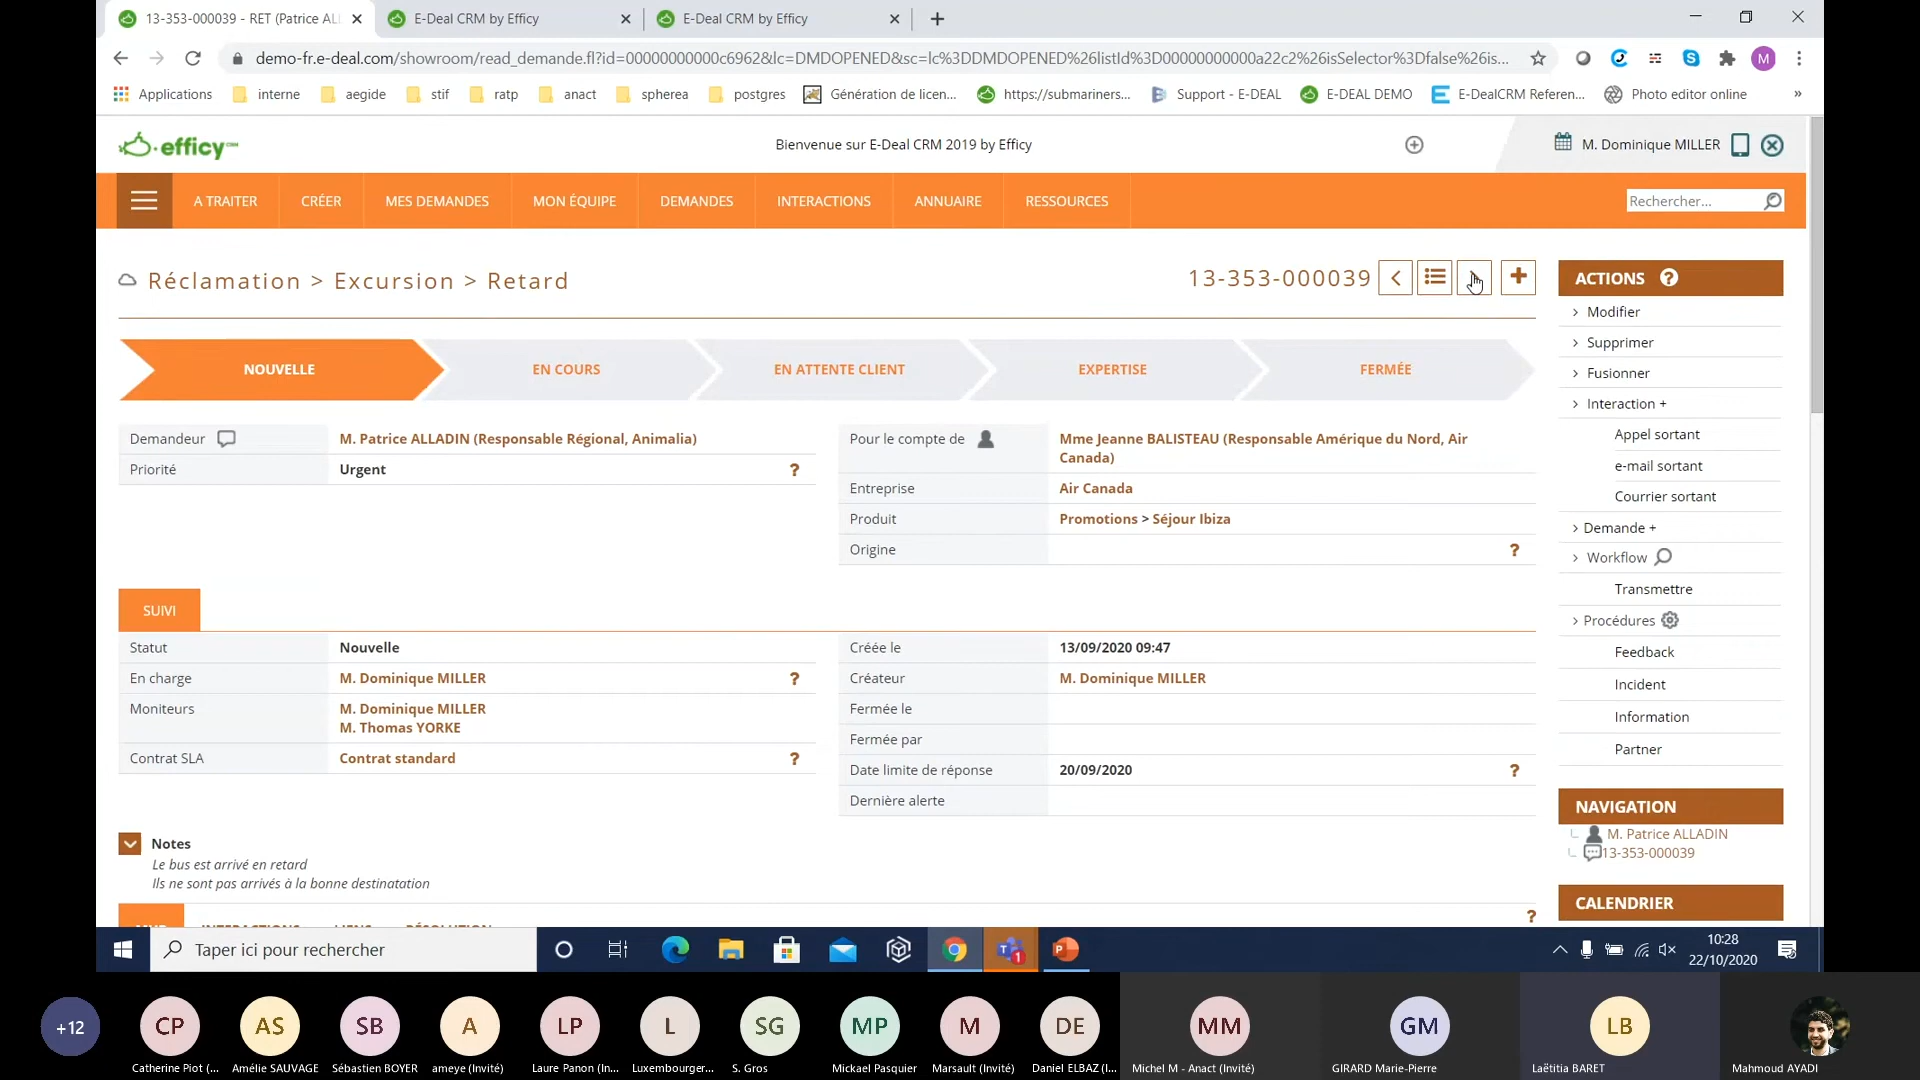 13-353-000039 - RET (Patrice AL
E-Deal CRM by Efficy
E-Deal CRM by Efficy
demo-fr.e-deal.com/showroom/read_demande.fl?id=00000000000c6962&lc=DMDOPENED&sc=lc%3DDMDOPENED%26listId%3D00000000000a22c2%26isSelector%3Dfalse%26is...
M
Applications
interne
aegide
stif
ratp
anact
spherea
postgres
Génération de licen...
https://submariners...
Support - E-DEAL
E-DEAL DEMO
E-DealCRM Referen...
Photo editor online
»
efficy CRM
Bienvenue sur E-Deal CRM 2019 by Efficy
M. Dominique MILLER
A TRAITER
CRÉER
MES DEMANDES
MON ÉQUIPE
DEMANDES
INTERACTIONS
ANNUAIRE
RESSOURCES
Rechercher...
Réclamation > Excursion > Retard
13-353-000039
NOUVELLE
EN COURS
EN ATTENTE CLIENT
EXPERTISE
FERMÉE
Demandeur
M. Patrice ALLADIN (Responsable Régional, Animalia)
Priorité
Urgent
?
Pour le compte de
Mme Jeanne BALISTEAU (Responsable Amérique du Nord, Air
Canada)
Entreprise
Air Canada
Produit
Promotions > Séjour Ibiza
Origine
?
SUIVI
Statut
Nouvelle
En charge
M. Dominique MILLER
?
Moniteurs
M. Dominique MILLER
M. Thomas YORKE
Contrat SLA
Contrat standard
?
Créée le
13/09/2020 09:47
Créateur
M. Dominique MILLER
Fermée le
Fermée par
Date limite de réponse
20/09/2020
?
Dernière alerte
Notes
Le bus est arrivé en retard
Ils ne sont pas arrivés à la bonne destinatation
INTERACTIONS
LIENS
RÉSOLUTION
?
ACTIONS ?
> Modifier
> Supprimer
> Fusionner
> Interaction +
Appel sortant
e-mail sortant
Courrier sortant
> Demande +
> Workflow
Transmettre
> Procédures
Feedback
Incident
Information
Partner
NAVIGATION
M. Patrice ALLADIN
13-353-000039
CALENDRIER
Taper ici pour rechercher
1
10:28
22/10/2020
+12
CP
AS
SB
A
LP
L
SG
MP
M
DE
MM
GM
LB
Catherine Piot (...
Amélie SAUVAGE
Sébastien BOYER
ameye (Invité)
Laure Panon (In...
Luxembourger...
S. Gros
Mickael Pasquier
Marsault (Invité)
Daniel ELBAZ (I...
Michel M - Anact (Invité)
GIRARD Marie-Pierre
Laëtitia BARET
Mahmoud AYADI